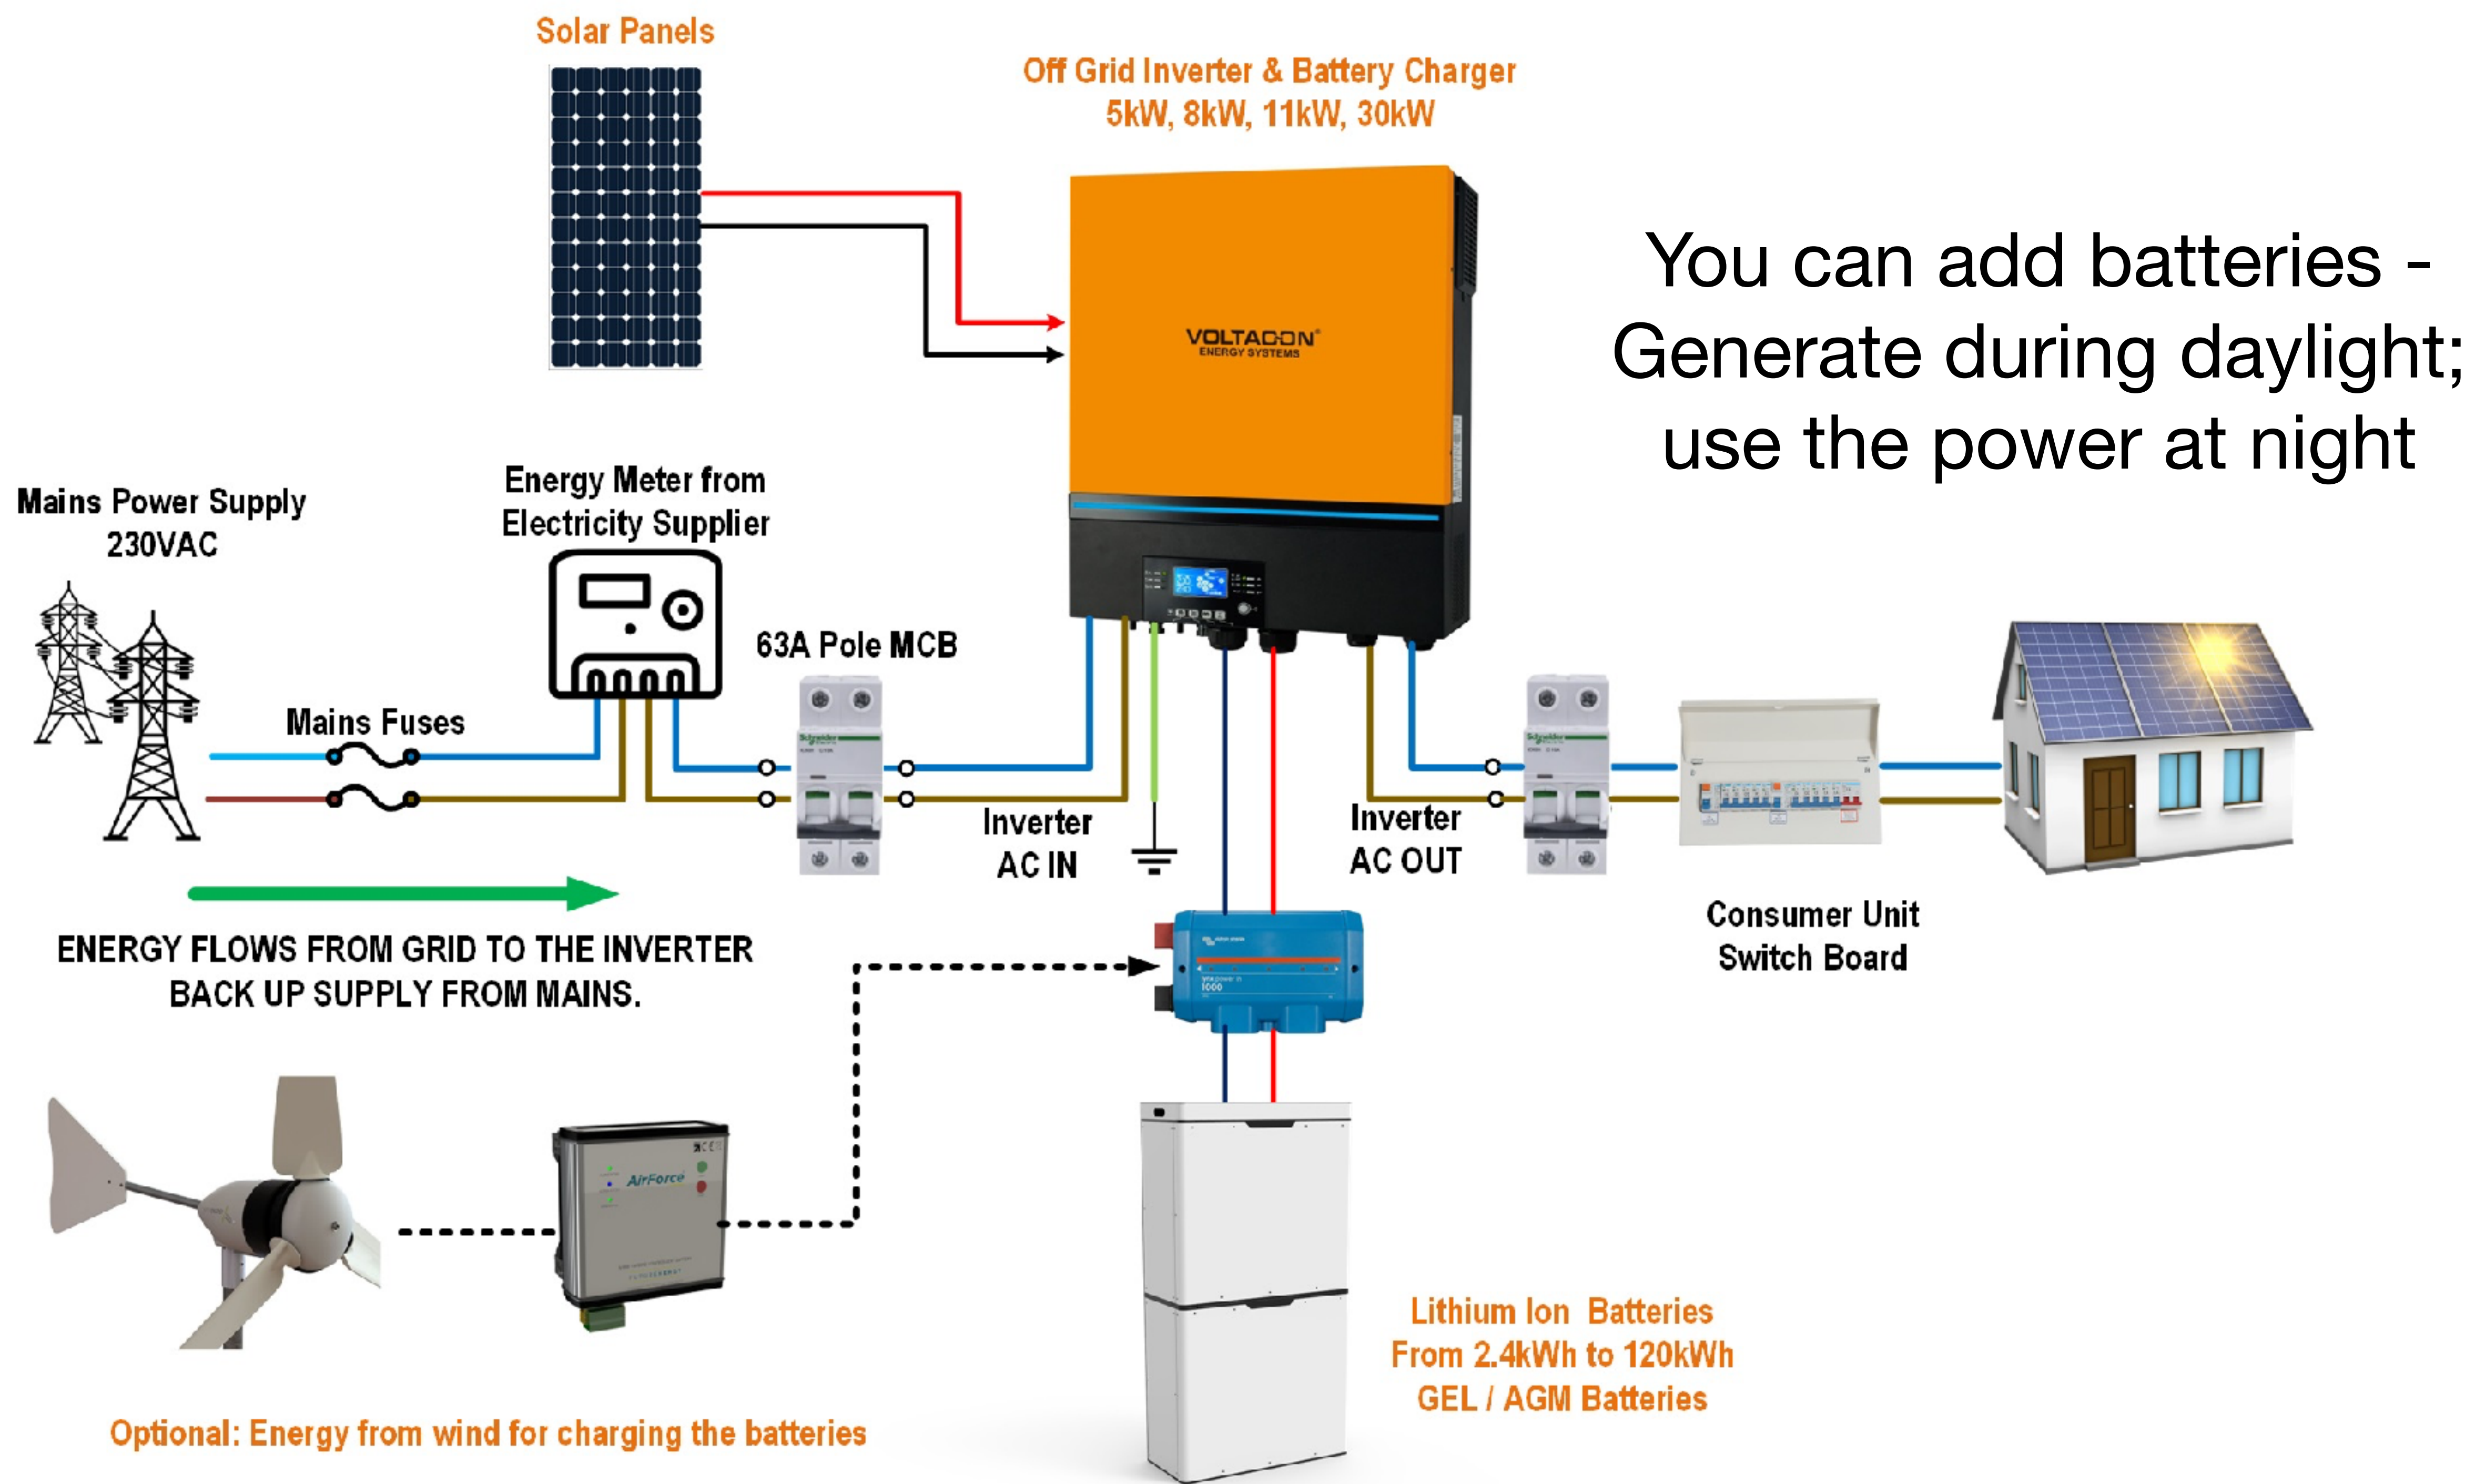 Solar Panels
Off Grid Inverter & Battery Charger
5kW, 8kW, 11kW, 30kW
VOLTACON®
ENERGY SYSTEMS
You can add batteries -
Generate during daylight;
use the power at night
Mains Power Supply
230VAC
Energy Meter from
Electricity Supplier
63A Pole MCB
Mains Fuses
Schneider
Schneider
Inverter
AC IN
Inverter
AC OUT
Consumer Unit
Switch Board
ENERGY FLOWS FROM GRID TO THE INVERTER
BACK UP SUPPLY FROM MAINS.
1000
AirForce
Lithium Ion Batteries
From 2.4kWh to 120kWh
GEL / AGM Batteries
Optional: Energy from wind for charging the batteries